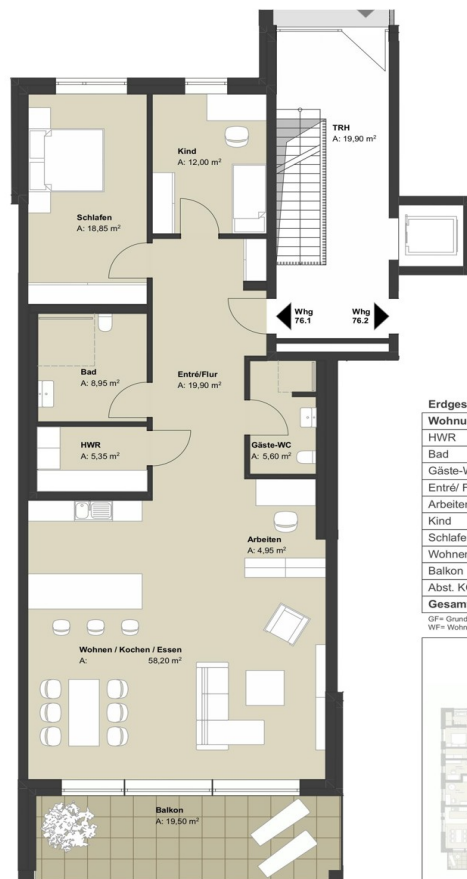 Kind
A: 12,00 m²
TRH
A: 19,90 m²
Schlafen
A: 18,85 m²
Whg
76.1
Whg
76.2
Bad
A: 8,95 m²
Entré/Flur
A: 19,90 m²
HWR
A: 5,35 m²
Gäste-WC
A: 5,60 m²
Arbeiten
A: 4,95 m²
Wohnen / Kochen / Essen
A: 58,20 m²
Balkon
A: 19,50 m²
Erdges
Wohnu
HWR
Bad
Gäste-W
Entré/ F
Arbeiten
Kind
Schlafe
Wohnen
Balkon
Abst. K
Gesam
GF= Grund
WF= Wohn